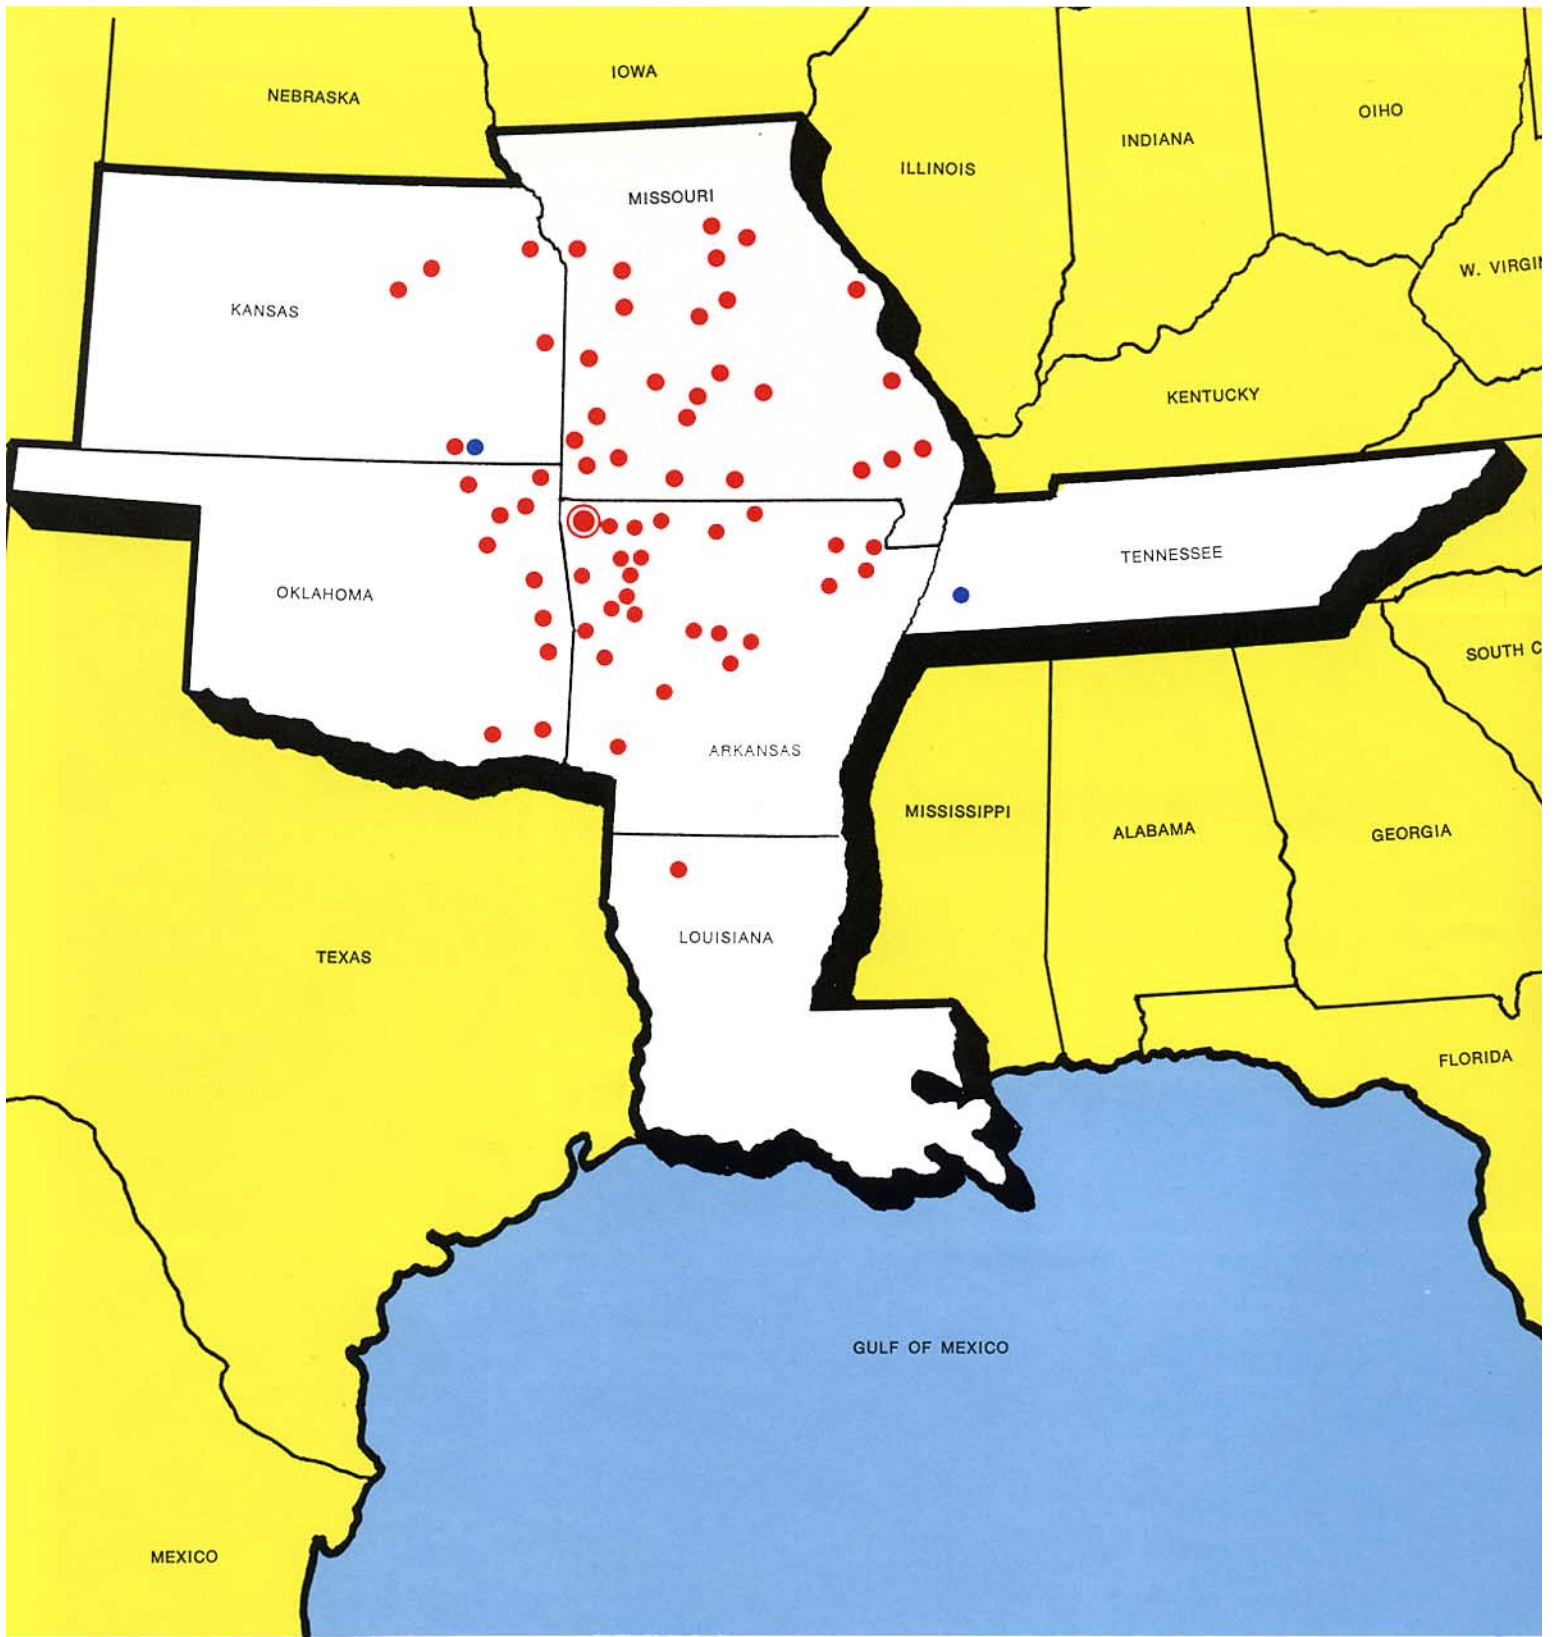 IOWA
NEBRASKA
OIHO
INDIANA
ILLINOIS
MISSOURI
W. VIRGIN
KANSAS
KENTUCKY
TENNESSEE
OKLAHOMA
SOUTH C
ARKANSAS
MISSISSIPPI
ALABAMA
GEORGIA
LOUISIANA
TEXAS
FLORIDA
GULF OF MEXICO
MEXICO